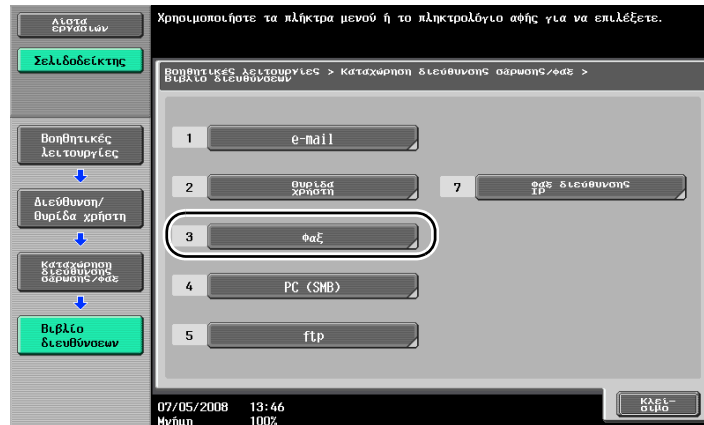 Λίστα
εργασιών
Χρησιμοποιήστε τα πλήκτρα μενού ή το πληκτρολόγιο αφής για να επιλέξετε.
Σελιδοδείκτης
Βοηθητικές λειτουργίες > Καταχώρηση διεύθυνσης σάρωσης/φαξ >
Βιβλίο διευθύνσεων
Βοηθητικές
λειτουργίες
Διεύθυνση/
Θυρίδα χρήστη
Καταχώρηση
διεύθυνσης
σάρωσης/φαξ
Βιβλίο
διευθύνσεων
1 e-mail
2 Θυρίδα
χρήστη
7 Φαξ διεύθυνσης
IP
3 Φαξ
4 PC (SMB)
5 ftp
07/05/2008 13:46
Μνήμη 100%
Κλεί-
σιμο